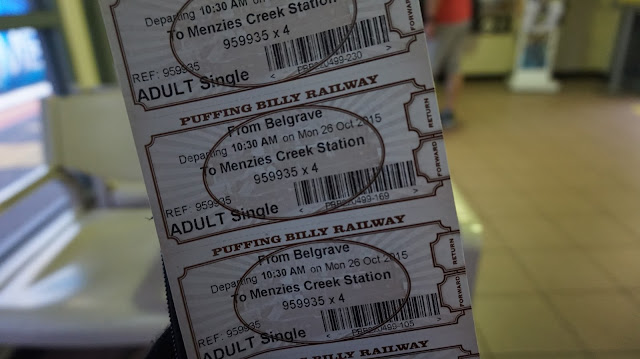 Departing 10:30 AM
To Menzies Creek Station
959935 x 4
REF: 959935
ADULT Single
FORWARD
PUFFING BILLY RAILWAY
From Belgrave
Departing 10:30 AM on Mon 26 Oct 2015
To Menzies Creek Station
959935 x 4
REF: 959935
ADULT Single
RETURN
FORWARD
PUFFING BILLY RAILWAY
From Belgrave
Departing 10:30 AM on Mon 26 Oct 2015
To Menzies Creek Station
959935 x 4
REF: 959935
ADULT Single
RETURN
FORWARD
PUFFING BILLY RAILWAY